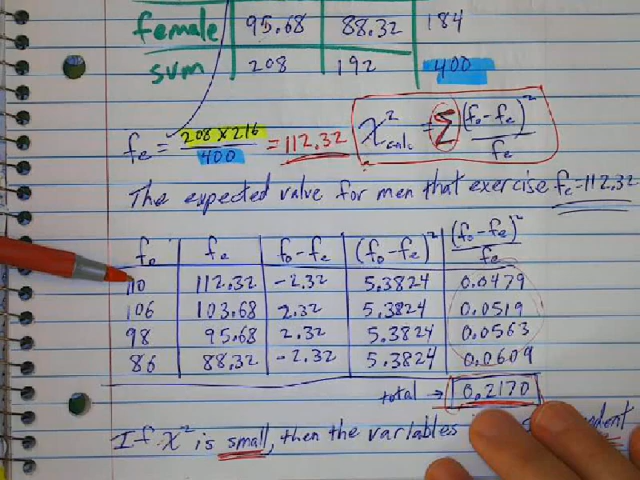 female 95.68 88.32 184
sum 208 192 400
fe = 208 x 216 / 400 = 112.32 χ²calc = Σ (fo - fe)² / fe
The expected value for men that exercise fe = 112.32
fo fe fo - fe (fo - fe)² (fo - fe)² / fe
110 112.32 -2.32 5.3824 0.0479
106 103.68 2.32 5.3824 0.0519
98 95.68 2.32 5.3824 0.0563
86 88.32 -2.32 5.3824 0.0609
total → 0.2170
If χ² is small, then the variables